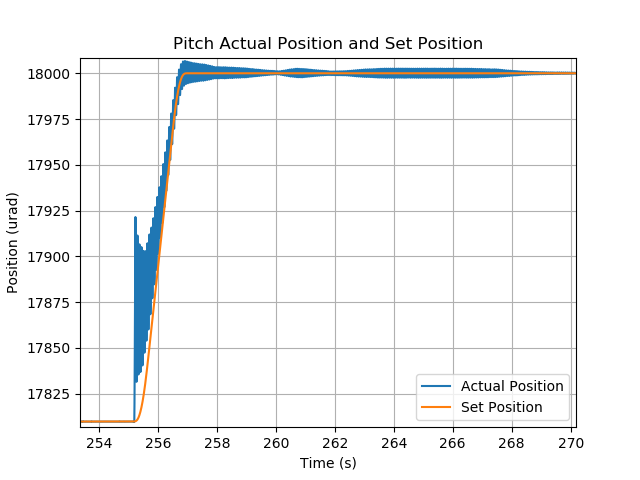 Pitch Actual Position and Set Position
Position (urad)
18000
17975
17950
17925
17900
17875
17850
17825
Actual Position
Set Position
254 256 258 260 262 264 266 268 270
Time (s)